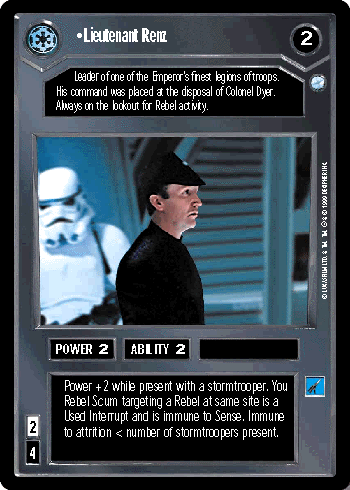 •Lieutenant Renz
2
Leader of one of the Emperor's finest legions of troops.
His command was placed at the disposal of Colonel Dyer.
Always on the lookout for Rebel activity.
POWER 2
ABILITY 2
Power +2 while present with a stormtrooper. You
Rebel Scum targeting a Rebel at same site is a
Used Interrupt and is immune to Sense. Immune
to attrition < number of stormtroopers present.
2
4